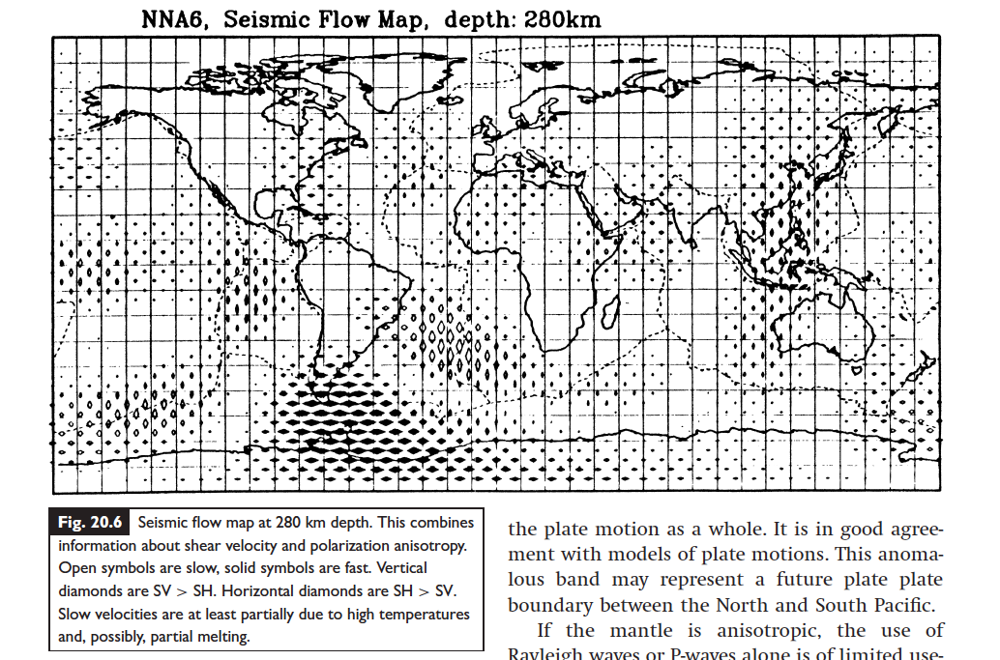 NNA6, Seismic Flow Map, depth: 280km
Fig. 20.6 Seismic flow map at 280 km depth. This combines
information about shear velocity and polarization anisotropy.
Open symbols are slow, solid symbols are fast. Vertical
diamonds are SV > SH. Horizontal diamonds are SH > SV.
Slow velocities are at least partially due to high temperatures
and, possibly, partial melting.
the plate motion as a whole. It is in good agree-
ment with models of plate motions. This anoma-
lous band may represent a future plate plate
boundary between the North and South Pacific.
If the mantle is anisotropic, the use of
Rayleigh waves or P-waves alone is of limited use-